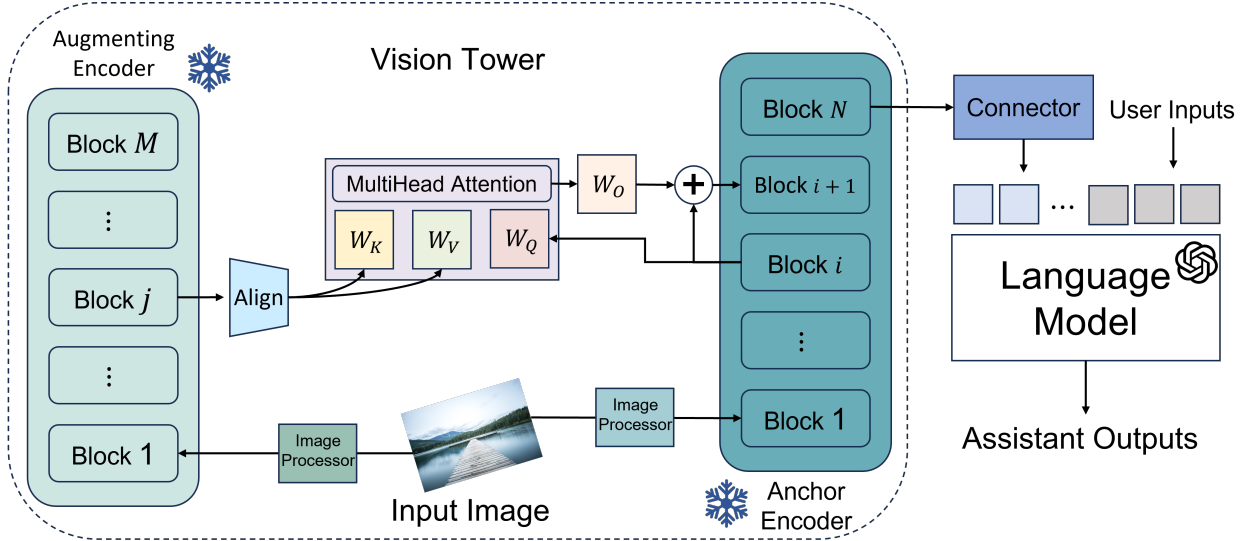 Augmenting
Encoder
Vision Tower
Block M
⋮
Block j
⋮
Block 1
Align
MultiHead Attention
W_K
W_V
W_Q
W_O
+
Image
Processor
Input Image
Image
Processor
Block N
Block i + 1
Block i
⋮
Block 1
Anchor
Encoder
Connector
User Inputs
...
Language
Model
Assistant Outputs